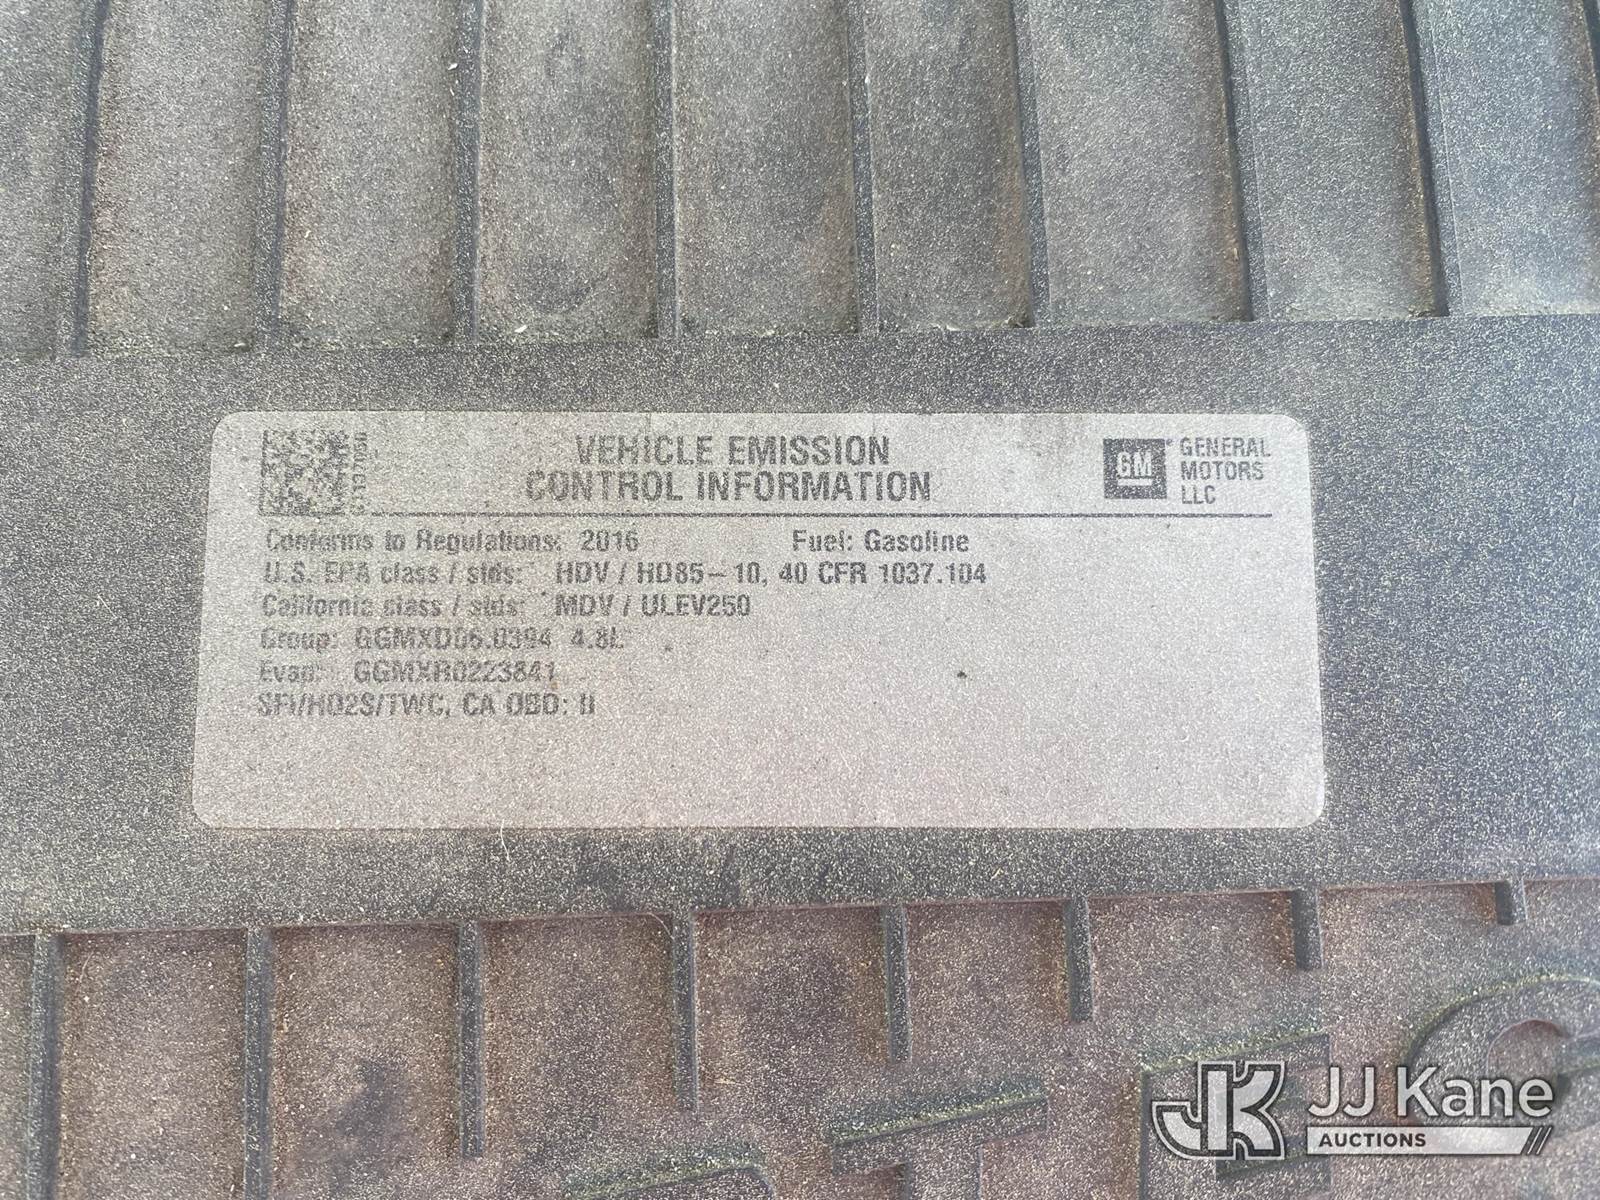 VEHICLE EMISSION
CONTROL INFORMATION
GM
GENERAL
MOTORS
LLC
Conforms to Regulations: 2016 Fuel: Gasoline
U.S. EPA class / stds: HDV / HD85-10, 40 CFR 1037.104
California class / stds: MDV / ULEV250
Group: GGMXD06.0394 4.8L
Evap: GGMXR0223841
SFI/HO2S/TWC, CA OBD: II
JK JJ Kane
AUCTIONS